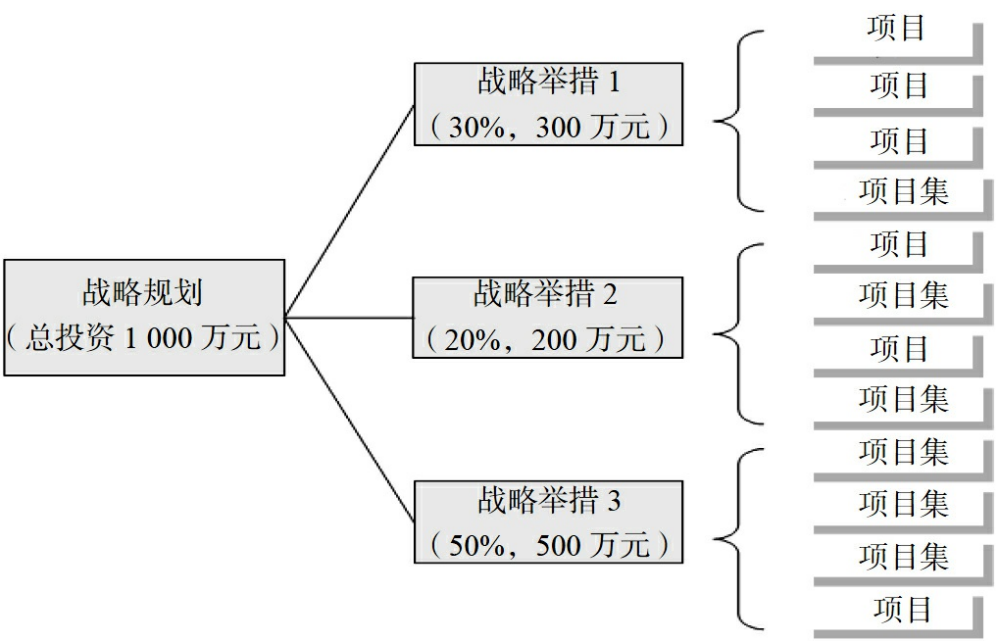 战略规划
（总投资 1 000 万元）
战略举措 1
（30%，300 万元）
项目
项目
项目
项目集
战略举措 2
（20%，200 万元）
项目
项目集
项目
项目集
战略举措 3
（50%，500 万元）
项目集
项目集
项目集
项目